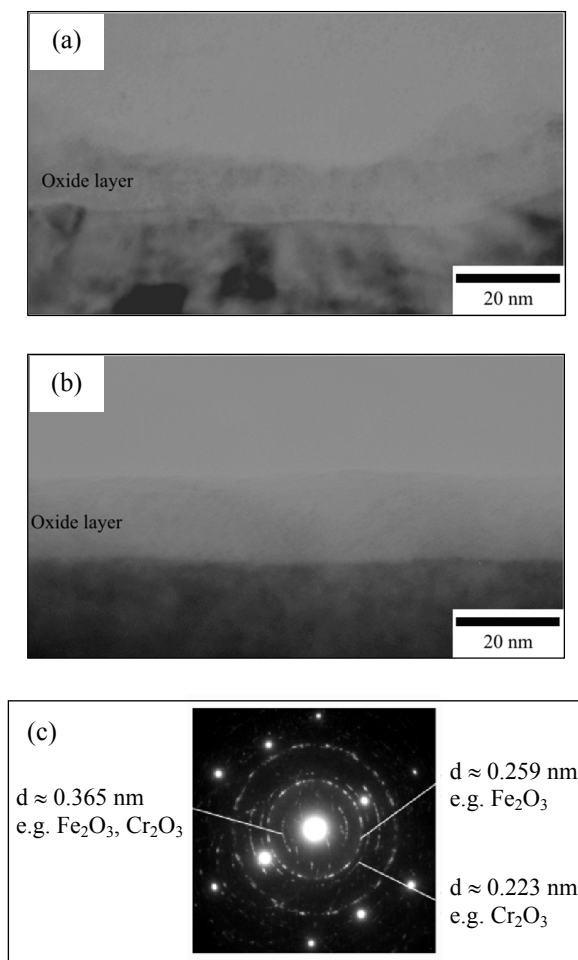 (a)
Oxide layer
20 nm
(b)
Oxide layer
20 nm
(c)
d ≈ 0.365 nm
e.g. Fe₂O₃, Cr₂O₃
d ≈ 0.259 nm
e.g. Fe₂O₃
d ≈ 0.223 nm
e.g. Cr₂O₃